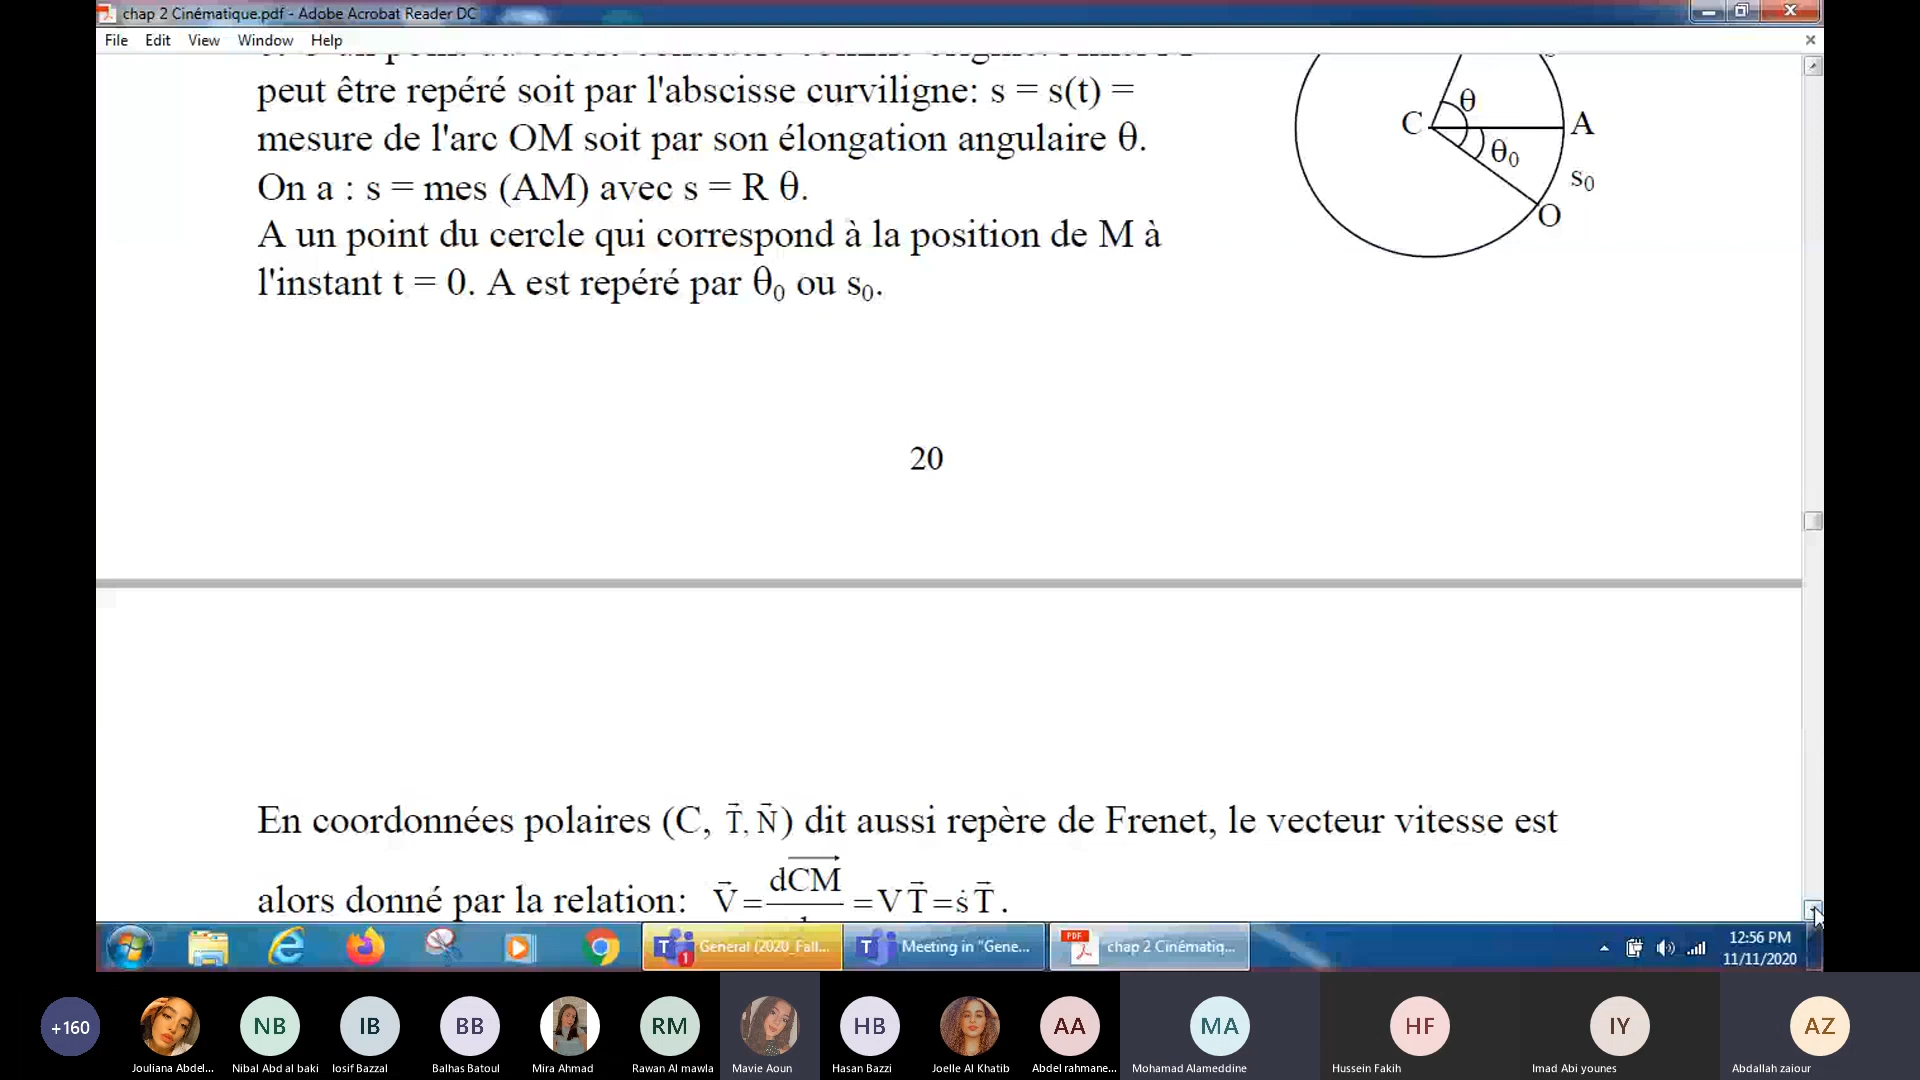 chap 2 Cinématique.pdf - Adobe Acrobat Reader DC
File Edit View Window Help
peut être repéré soit par l'abscisse curviligne: s = s(t) =
mesure de l'arc OM soit par son élongation angulaire θ.
On a : s = mes (AM) avec s = R θ.
A un point du cercle qui correspond à la position de M à
l'instant t = 0. A est repéré par θ₀ ou s₀.
C θ A
θ₀
s₀
O
20
En coordonnées polaires (C, T⃗, N⃗) dit aussi repère de Frenet, le vecteur vitesse est
alors donné par la relation: V⃗ = dCM⃗ = V T⃗ = ṡ T⃗ .
General (2020_Fall... Meeting in "Gene... chap 2 Cinématiq...
12:56 PM
11/11/2020
+160 NB IB BB RM HB AA MA HF IY AZ
Jouliana Abdel... Nibal Abd al baki Iosif Bazzal Balhas Batoul Mira Ahmad Rawan Al mawla Mavie Aoun Hasan Bazzi Joelle Al Khatib Abdel rahmane... Mohamad Alameddine Hussein Fakih Imad Abi younes Abdallah zaiour